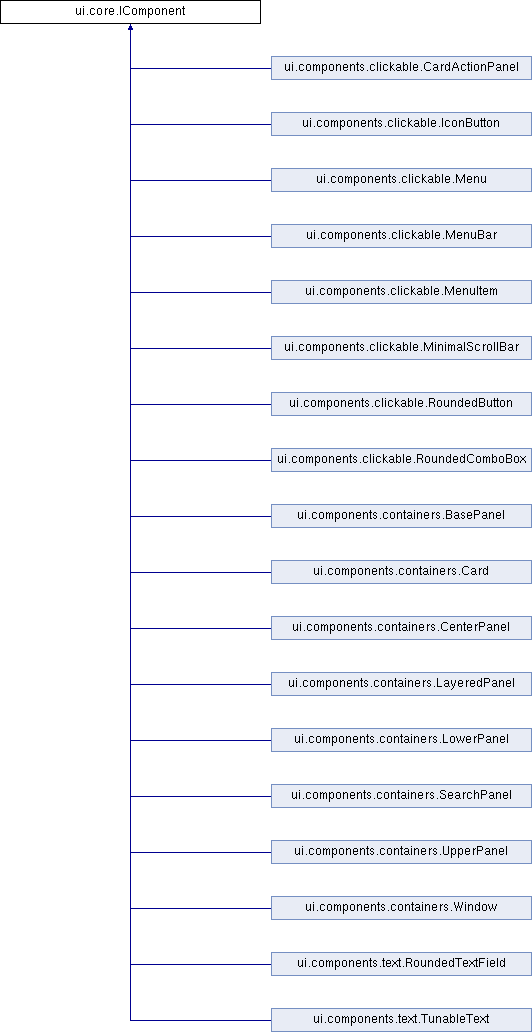 ui.core.IComponent
ui.components.clickable.CardActionPanel
ui.components.clickable.IconButton
ui.components.clickable.Menu
ui.components.clickable.MenuBar
ui.components.clickable.MenuItem
ui.components.clickable.MinimalScrollBar
ui.components.clickable.RoundedButton
ui.components.clickable.RoundedComboBox
ui.components.containers.BasePanel
ui.components.containers.Card
ui.components.containers.CenterPanel
ui.components.containers.LayeredPanel
ui.components.containers.LowerPanel
ui.components.containers.SearchPanel
ui.components.containers.UpperPanel
ui.components.containers.Window
ui.components.text.RoundedTextField
ui.components.text.TunableText